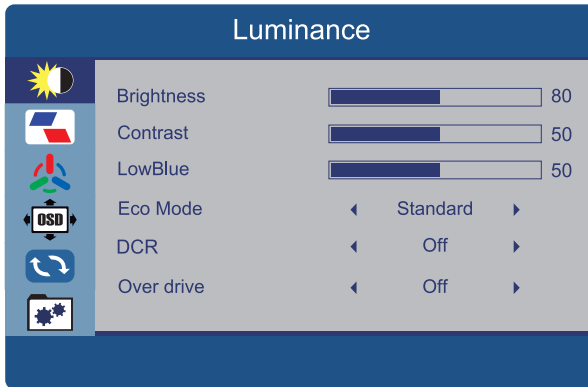 Luminance
Brightness 80
Contrast 50
LowBlue 50
Eco Mode Standard
DCR Off
OSD
Over drive Off